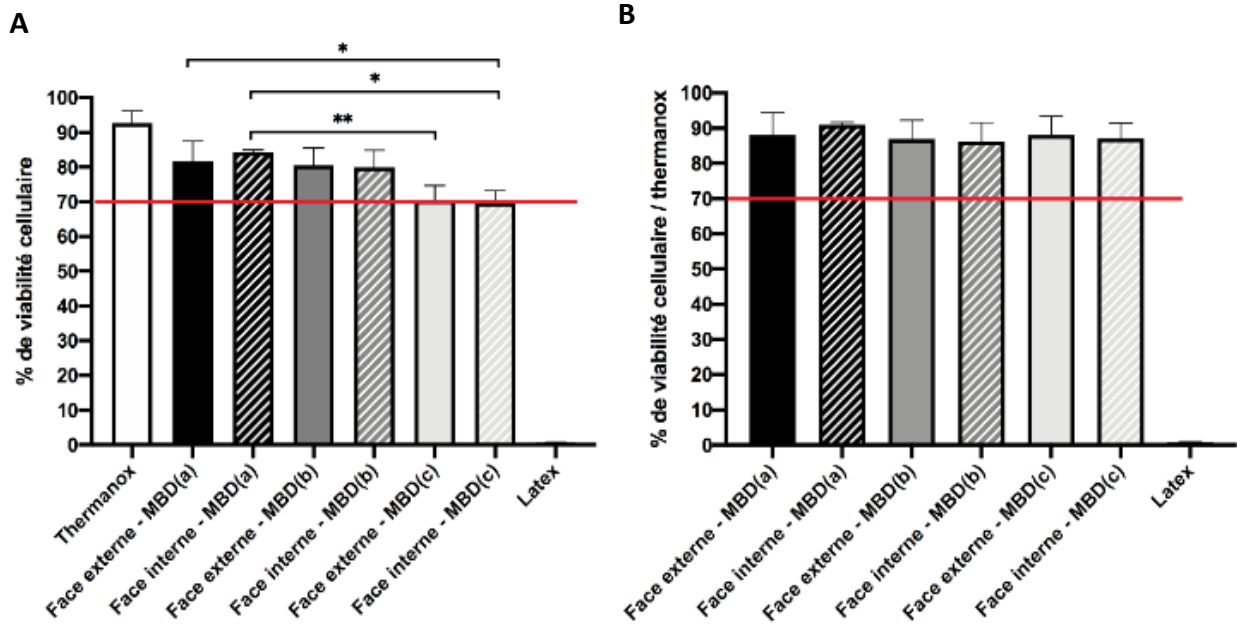 A
*
*
**
% de viabilité cellulaire
100
90
80
70
60
50
40
30
20
10
0
Thermanox
Face externe - MBD(a)
Face interne - MBD(a)
Face externe - MBD(b)
Face interne - MBD(b)
Face externe - MBD(c)
Face interne - MBD(c)
Latex
B
% de viabilité cellulaire / thermanox
100
90
80
70
60
50
40
30
20
10
0
Face externe - MBD(a)
Face interne - MBD(a)
Face externe - MBD(b)
Face interne - MBD(b)
Face externe - MBD(c)
Face interne - MBD(c)
Latex